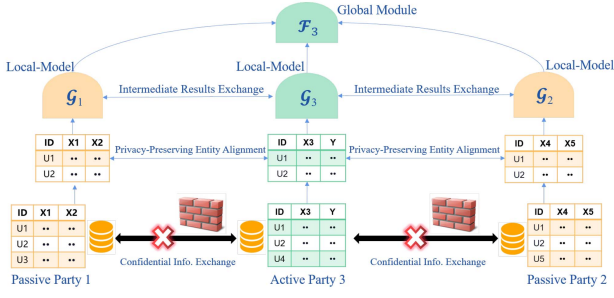 Global Module
𝓕₃
Local-Model
Local-Model
Local-Model
𝓖₁
Intermediate Results Exchange
𝓖₃
Intermediate Results Exchange
𝓖₂
ID X1 X2
U1 •• ••
U2 •• ••
Privacy-Preserving Entity Alignment
ID X3 Y
U1 •• ••
U2 •• ••
Privacy-Preserving Entity Alignment
ID X4 X5
U1 •• ••
U2 •• ••
ID X1 X2
U1 •• ••
U2 •• ••
U3 •• ••
Confidential Info. Exchange
ID X3 Y
U1 •• ••
U2 •• ••
U4 •• ••
Confidential Info. Exchange
ID X4 X5
U1 •• ••
U2 •• ••
U5 •• ••
Passive Party 1
Active Party 3
Passive Party 2